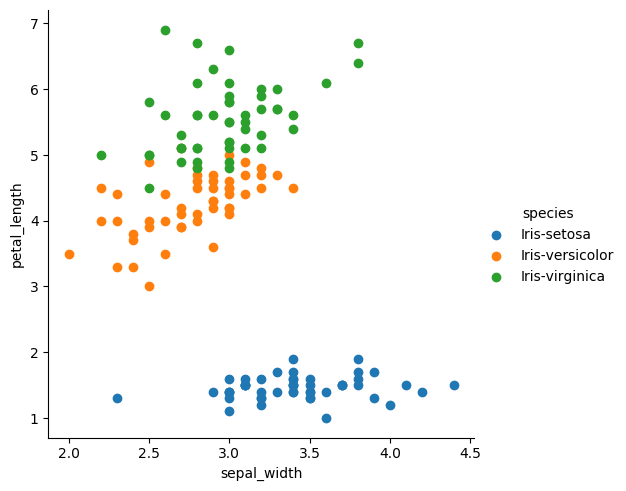 7
6
5
4
3
2
1
petal_length
2.0 2.5 3.0 3.5 4.0 4.5
sepal_width
species
Iris-setosa
Iris-versicolor
Iris-virginica